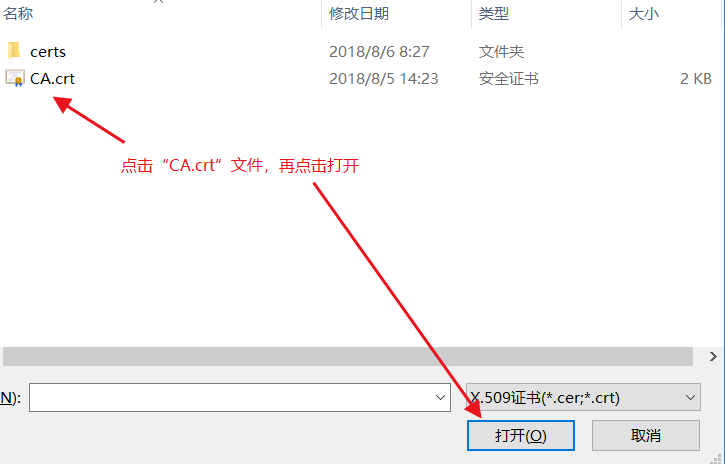 名称 修改日期 类型 大小
certs 2018/8/6 8:27 文件夹
CA.crt 2018/8/5 14:23 安全证书 2 KB
点击“CA.crt”文件，再点击打开
N): X.509证书(*.cer;*.crt)
打开(O) 取消